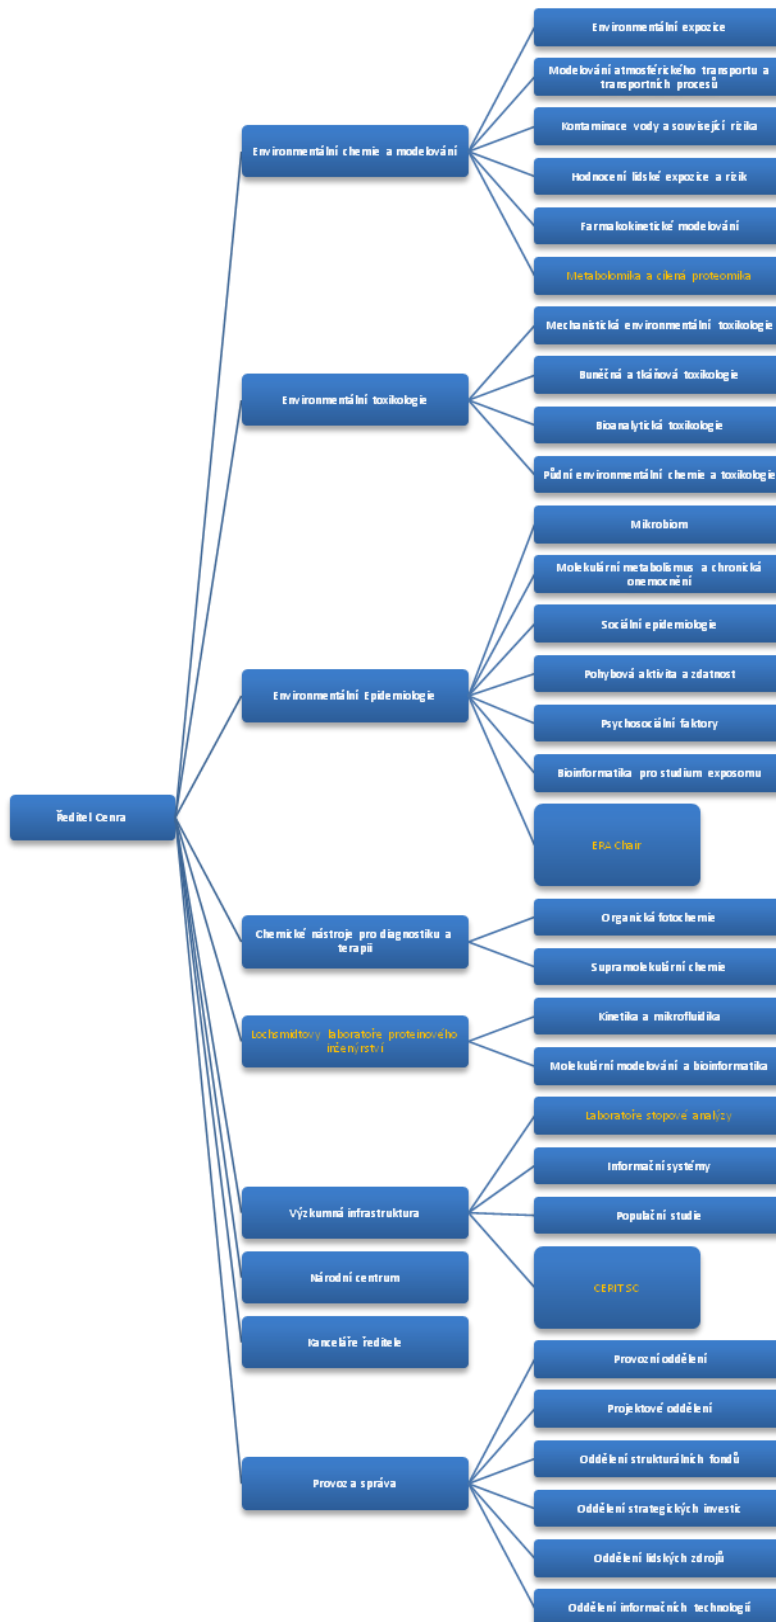 Environmentální expozice
Modelování atmosférického transportu a
transportních procesů
Kontaminace vody a související rizika
Environmentální chemie a modelování
Hodnocení lidské expozice a rizik
Farmakokinetické modelování
Metabolomika a cílená proteomika
Mechanistická environmentální toxikologie
Buněčná a tkáňová toxikologie
Environmentální toxikologie
Bioanalytická toxikologie
Půdní environmentální chemie a toxikologie
Mikrobiom
Molekulární metabolismus a chronická
onemocnění
Sociální epidemiologie
Pohybová aktivita a zdatnost
Environmentální Epidemiologie
Psychosociální faktory
Bioinformatika pro studium exposomu
Ředitel Cenra
ERA Chair
Organická fotochemie
Chemické nástroje pro diagnostiku a
terapii
Supramolekulární chemie
Kinetika a mikrofluidika
Lochsmidtovy laboratoře proteinového
inženýrství
Molekulární modelování a bioinformatika
Laboratoře stopové analýzy
Informační systémy
Výzkumná infrastruktura
Populační studie
Národní centrum
CERIT SC
Kanceláře ředitele
Provozní oddělení
Projektové oddělení
Oddělení strukturálních fondů
Provoz a správa
Oddělení strategických investic
Oddělení lidských zdrojů
Oddělení informačních technologií